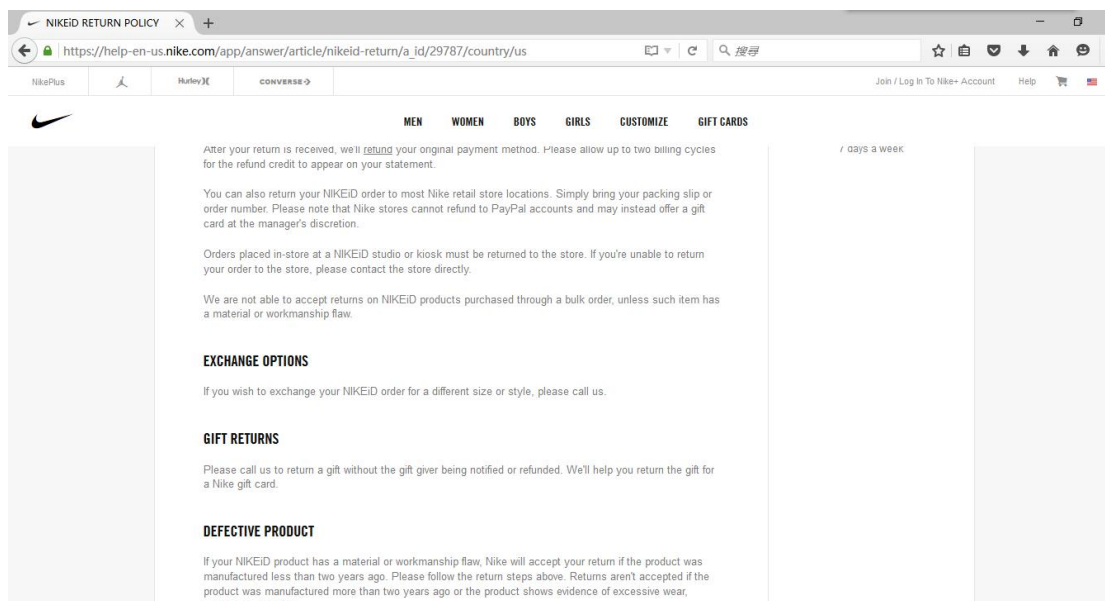 NIKEiD RETURN POLICY
https://help-en-us.nike.com/app/answer/article/nikeid-return/a_id/29787/country/us
搜尋
NikePlus
Hurley
CONVERSE
Join / Log In To Nike+ Account
Help
MEN WOMEN BOYS GIRLS CUSTOMIZE GIFT CARDS
After your return is received, we'll refund your original payment method. Please allow up to two billing cycles
for the refund credit to appear on your statement.
7 days a week
You can also return your NIKEiD order to most Nike retail store locations. Simply bring your packing slip or
order number. Please note that Nike stores cannot refund to PayPal accounts and may instead offer a gift
card at the manager's discretion.
Orders placed in-store at a NIKEiD studio or kiosk must be returned to the store. If you're unable to return
your order to the store, please contact the store directly.
We are not able to accept returns on NIKEiD products purchased through a bulk order, unless such item has
a material or workmanship flaw.
EXCHANGE OPTIONS
If you wish to exchange your NIKEiD order for a different size or style, please call us.
GIFT RETURNS
Please call us to return a gift without the gift giver being notified or refunded. We'll help you return the gift for
a Nike gift card.
DEFECTIVE PRODUCT
If your NIKEiD product has a material or workmanship flaw, Nike will accept your return if the product was
manufactured less than two years ago. Please follow the return steps above. Returns aren't accepted if the
product was manufactured more than two years ago or the product shows evidence of excessive wear,